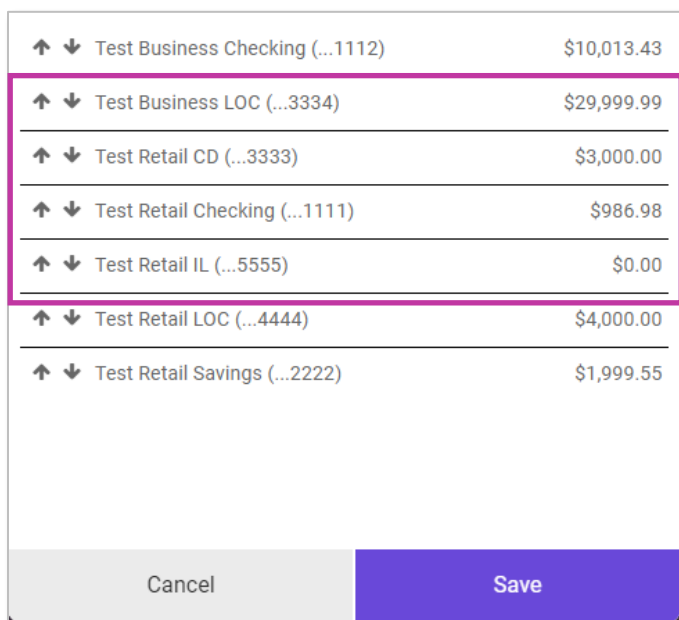 Test Business Checking (...1112) $10,013.43
Test Business LOC (...3334) $29,999.99
Test Retail CD (...3333) $3,000.00
Test Retail Checking (...1111) $986.98
Test Retail IL (...5555) $0.00
Test Retail LOC (...4444) $4,000.00
Test Retail Savings (...2222) $1,999.55
Cancel Save